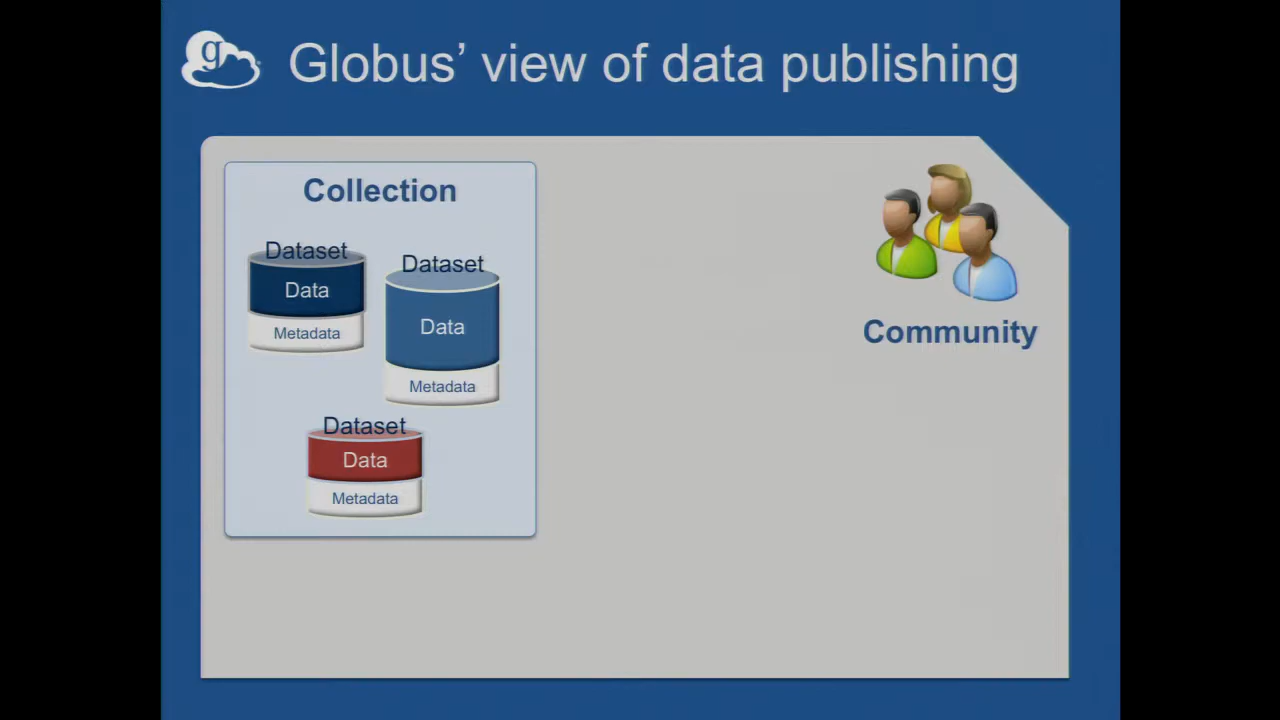 g
Globus’ view of data publishing
Collection
Dataset
Data
Metadata
Dataset
Data
Metadata
Dataset
Data
Metadata
Community